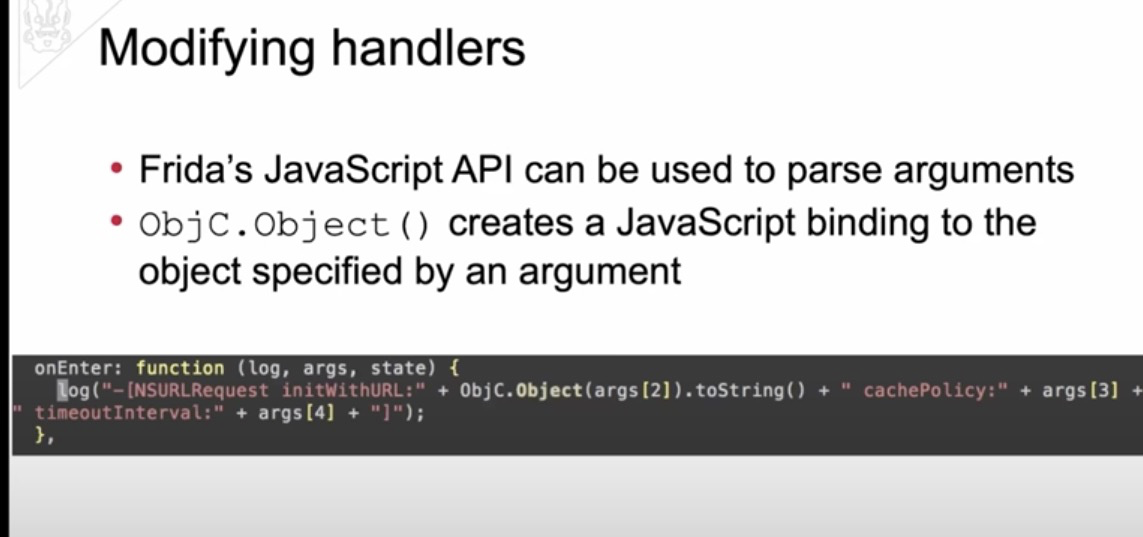 Modifying handlers
• Frida's JavaScript API can be used to parse arguments
• ObjC.Object() creates a JavaScript binding to the
object specified by an argument
onEnter: function (log, args, state) {
log("-[NSURLRequest initWithURL:" + ObjC.Object(args[2]).toString() + " cachePolicy:" + args[3] +
" timeoutInterval:" + args[4] + "]");
},